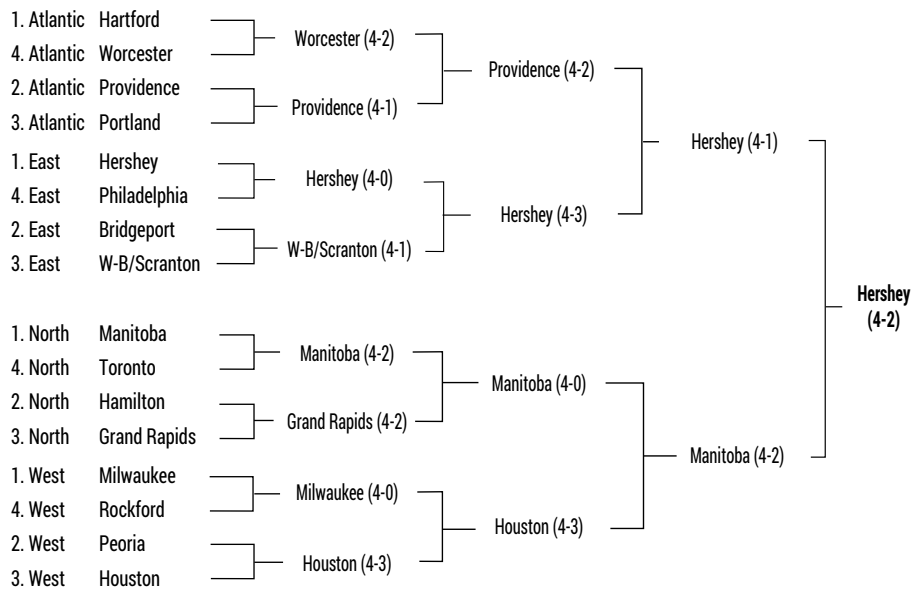 1. Atlantic Hartford
4. Atlantic Worcester
2. Atlantic Providence
3. Atlantic Portland
1. East Hershey
4. East Philadelphia
2. East Bridgeport
3. East W-B/Scranton
1. North Manitoba
4. North Toronto
2. North Hamilton
3. North Grand Rapids
1. West Milwaukee
4. West Rockford
2. West Peoria
3. West Houston
Worcester (4-2)
Providence (4-1)
Hershey (4-0)
W-B/Scranton (4-1)
Manitoba (4-2)
Grand Rapids (4-2)
Milwaukee (4-0)
Houston (4-3)
Providence (4-2)
Hershey (4-3)
Manitoba (4-0)
Houston (4-3)
Hershey (4-1)
Manitoba (4-2)
Hershey
(4-2)